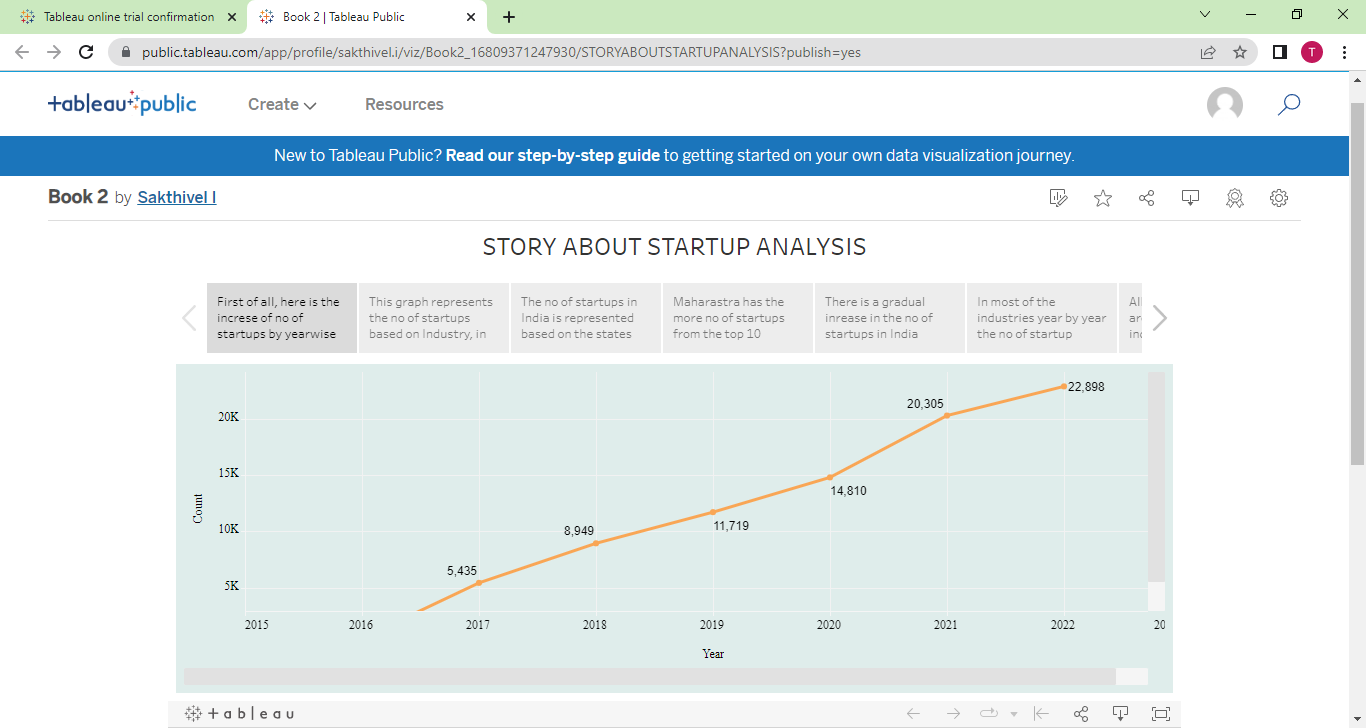 Tableau online trial confirmation
Book 2 | Tableau Public
public.tableau.com/app/profile/sakthivel.i/viz/Book2_16809371247930/STORYABOUTSTARTUPANALYSIS?publish=yes
T
+ableau public
Create
Resources
New to Tableau Public? Read our step-by-step guide to getting started on your own data visualization journey.
Book 2 by Sakthivel I
STORY ABOUT STARTUP ANALYSIS
First of all, here is the
increse of no of
startups by yearwise
This graph represents
the no of startups
based on Industry, in
The no of startups in
India is represented
based on the states
Maharastra has the
more no of startups
from the top 10
There is a gradual
inrease in the no of
startups in India
In most of the
industries year by year
the no of startup
20K
15K
10K
5K
Count
5,435
8,949
11,719
14,810
20,305
22,898
2015
2016
2017
2018
2019
2020
2021
2022
20
Year
+ a b l e a u